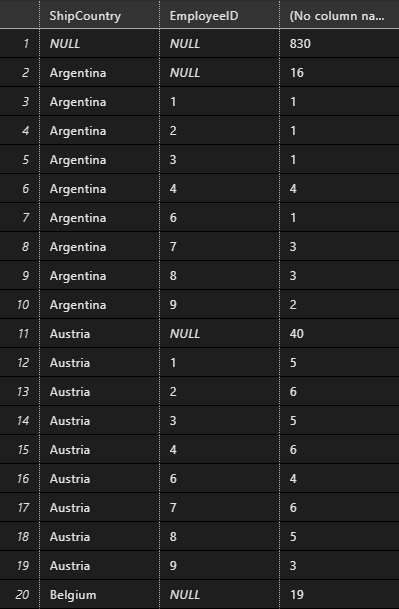 ShipCountry EmployeeID (No column na...
1 NULL NULL 830
2 Argentina NULL 16
3 Argentina 1 1
4 Argentina 2 1
5 Argentina 3 1
6 Argentina 4 4
7 Argentina 6 1
8 Argentina 7 3
9 Argentina 8 3
10 Argentina 9 2
11 Austria NULL 40
12 Austria 1 5
13 Austria 2 6
14 Austria 3 5
15 Austria 4 6
16 Austria 6 4
17 Austria 7 6
18 Austria 8 5
19 Austria 9 3
20 Belgium NULL 19